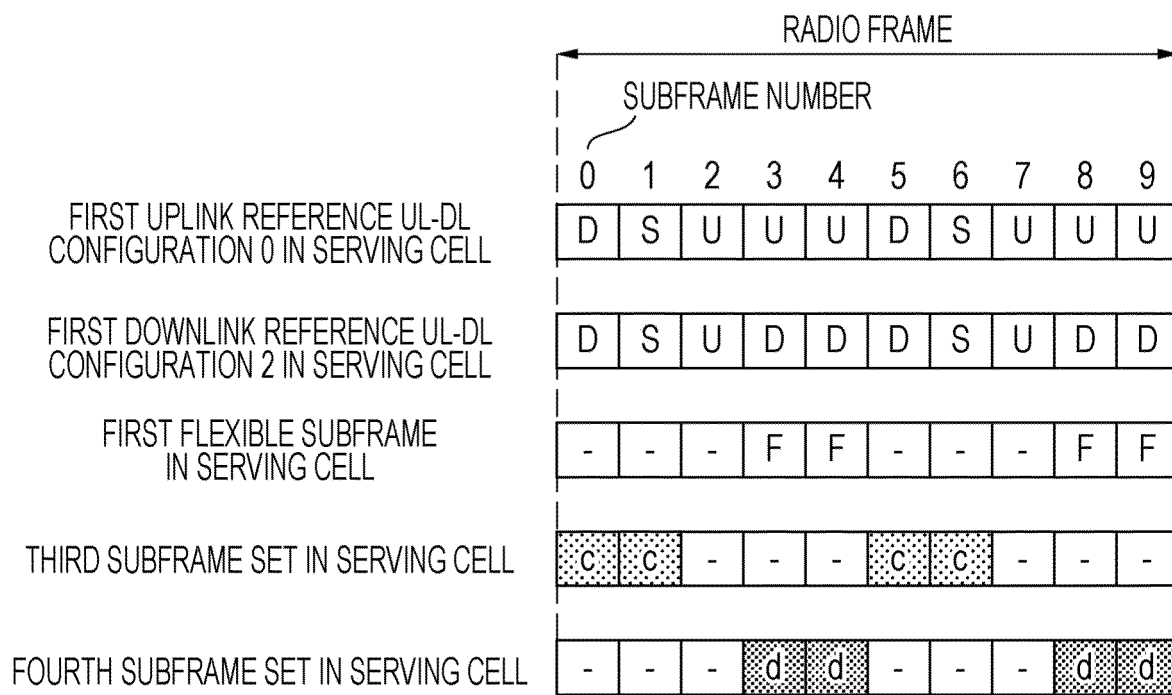 RADIO FRAME
SUBFRAME NUMBER
0 1 2 3 4 5 6 7 8 9
FIRST UPLINK REFERENCE UL-DL
CONFIGURATION 0 IN SERVING CELL
D S U U U D S U U U
FIRST DOWNLINK REFERENCE UL-DL
CONFIGURATION 2 IN SERVING CELL
D S U D D D S U D D
FIRST FLEXIBLE SUBFRAME
IN SERVING CELL
- - - F F - - - F F
THIRD SUBFRAME SET IN SERVING CELL
c c - - - c c - - -
FOURTH SUBFRAME SET IN SERVING CELL
- - - d d - - - d d